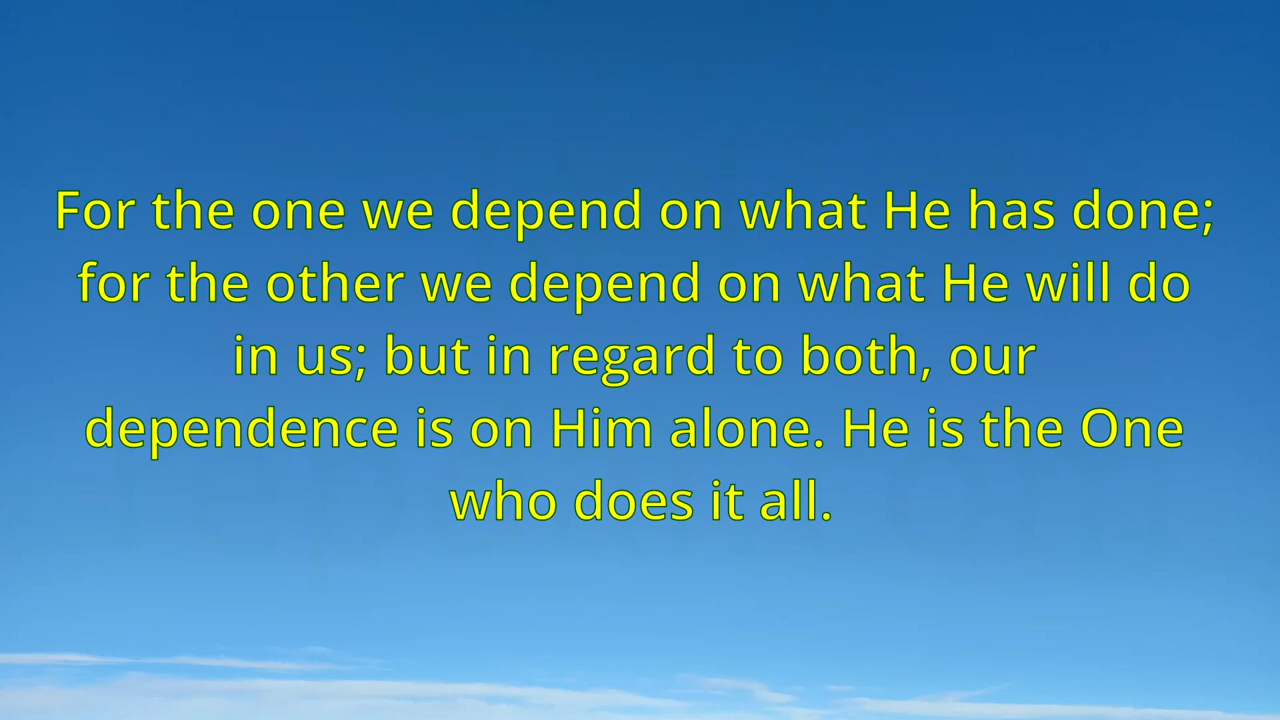 For the one we depend on what He has done;
for the other we depend on what He will do
in us; but in regard to both, our
dependence is on Him alone. He is the One
who does it all.